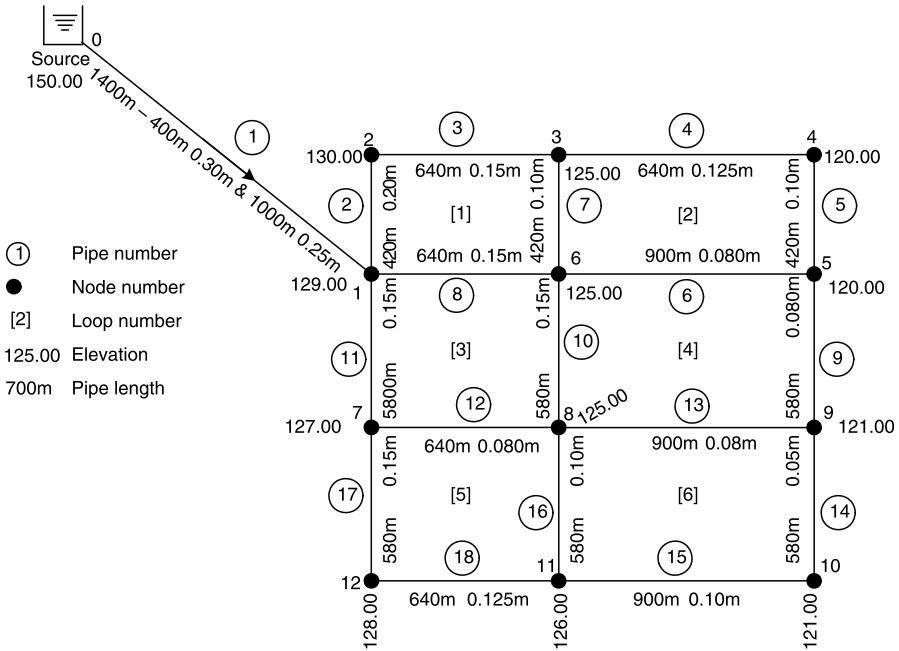 0
Source
150.00
1400m – 400m 0.30m & 1000m 0.25m
1
2
3
3
4
4
130.00
640m 0.15m
125.00
640m 0.125m
120.00
0.20m
420m
0.10m
420m
0.10m
420m
2
[1]
7
[2]
5
640m 0.15m
6
900m 0.080m
5
129.00
1
8
125.00
6
120.00
1 Pipe number
Node number
[2] Loop number
125.00 Elevation
700m Pipe length
0.15m
5800m
0.15m
580m
0.080m
580m
11
[3]
10
[4]
9
7
12
8
125.00
13
9
127.00
640m 0.080m
900m 0.08m
121.00
0.15m
580m
0.10m
580m
0.05m
580m
17
[5]
16
[6]
14
18
11
15
10
12
640m 0.125m
900m 0.10m
128.00
126.00
121.00